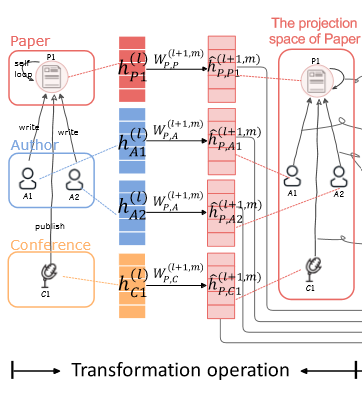 The projection
space of Paper
Paper
P1
self
loop
h_{P1}^{(l)} W_{P,P}^{(l+1,m)} ĥ_{P,P1}^{(l+1,m)}
P1
write
write
Author
A1
A2
h_{A1}^{(l)} W_{P,A}^{(l+1,m)} ĥ_{P,A1}^{(l+1,m)}
A1
A2
h_{A2}^{(l)} W_{P,A}^{(l+1,m)} ĥ_{P,A2}^{(l+1,m)}
publish
Conference
C1
h_{C1}^{(l)} W_{P,C}^{(l+1,m)} ĥ_{P,C1}^{(l+1,m)}
C1
Transformation operation